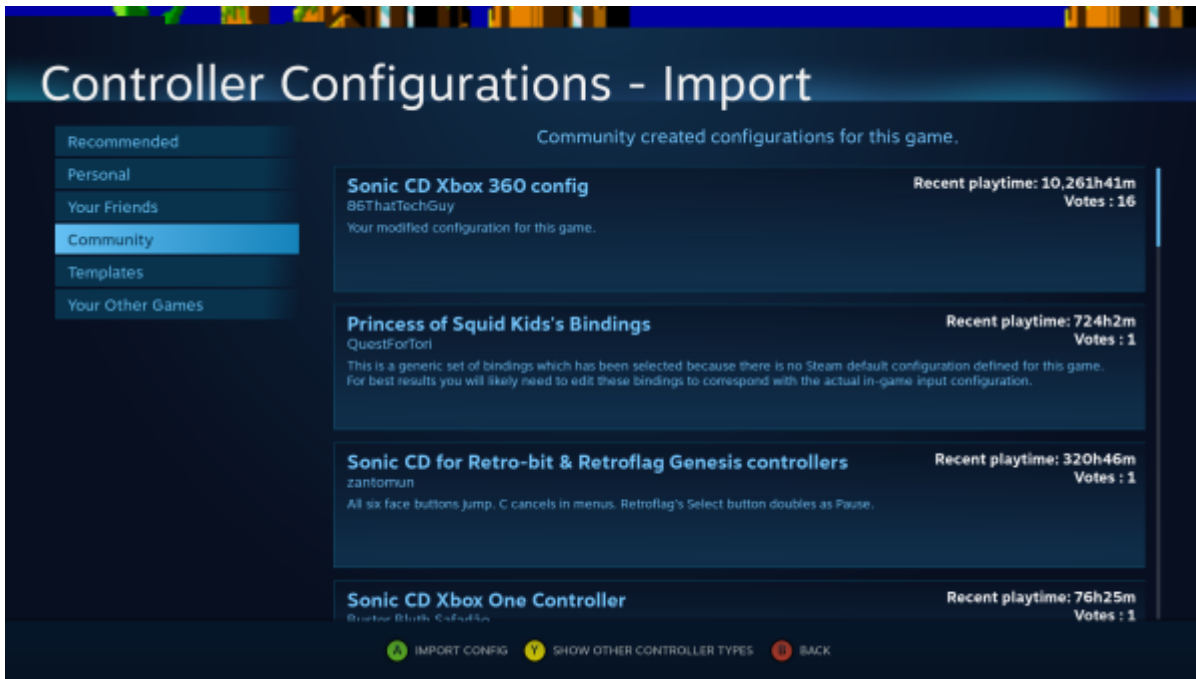 Controller Configurations - Import
Recommended
Personal
Your Friends
Community
Templates
Your Other Games
Community created configurations for this game.
Sonic CD Xbox 360 config
Recent playtime: 10,261h41m
86ThatTechGuy
Votes : 16
Your modified configuration for this game.
Princess of Squid Kids's Bindings
Recent playtime: 724h2m
QuestForTori
Votes : 1
This is a generic set of bindings which has been selected because there is no Steam default configuration defined for this game.
For best results you will likely need to edit these bindings to correspond with the actual in-game input configuration.
Sonic CD for Retro-bit & Retroflag Genesis controllers
Recent playtime: 320h46m
zantomun
Votes : 1
All six face buttons jump. C cancels in menus. Retroflag's Select button doubles as Pause.
Sonic CD Xbox One Controller
Recent playtime: 76h25m
Buster Bluth Safadão
Votes : 1
A IMPORT CONFIG Y SHOW OTHER CONTROLLER TYPES B BACK